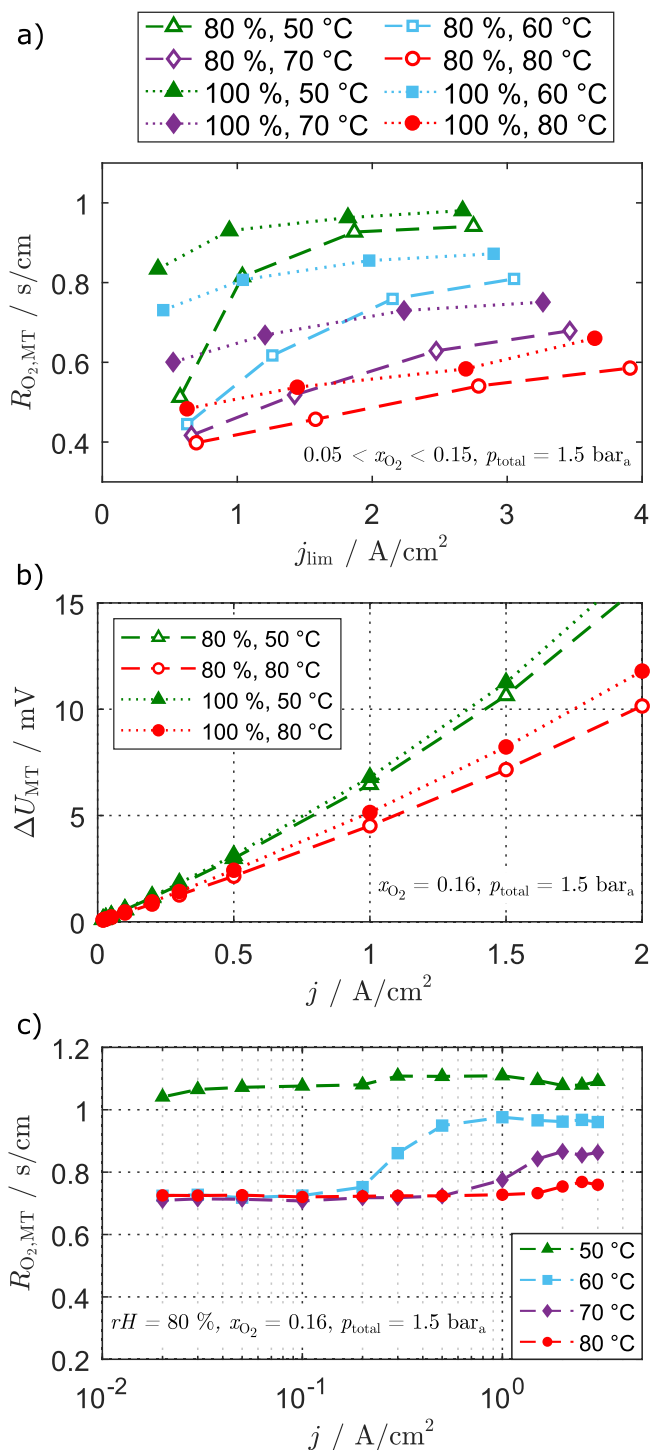 a)
80 %, 50 °C 80 %, 60 °C
80 %, 70 °C 80 %, 80 °C
100 %, 50 °C 100 %, 60 °C
100 %, 70 °C 100 %, 80 °C
1
0.8
0.6
0.4
R_O₂,MT / s/cm
0.05 < x_O₂ < 0.15, p_total = 1.5 bar_a
0 1 2 3 4
j_lim / A/cm²
b)
15
10
5
0
ΔU_MT / mV
80 %, 50 °C
80 %, 80 °C
100 %, 50 °C
100 %, 80 °C
x_O₂ = 0.16, p_total = 1.5 bar_a
0 0.5 1 1.5 2
j / A/cm²
c)
1.2
1
0.8
0.6
0.4
0.2
R_O₂,MT / s/cm
50 °C
60 °C
70 °C
80 °C
rH = 80 %, x_O₂ = 0.16, p_total = 1.5 bar_a
10⁻² 10⁻¹ 10⁰
j / A/cm²